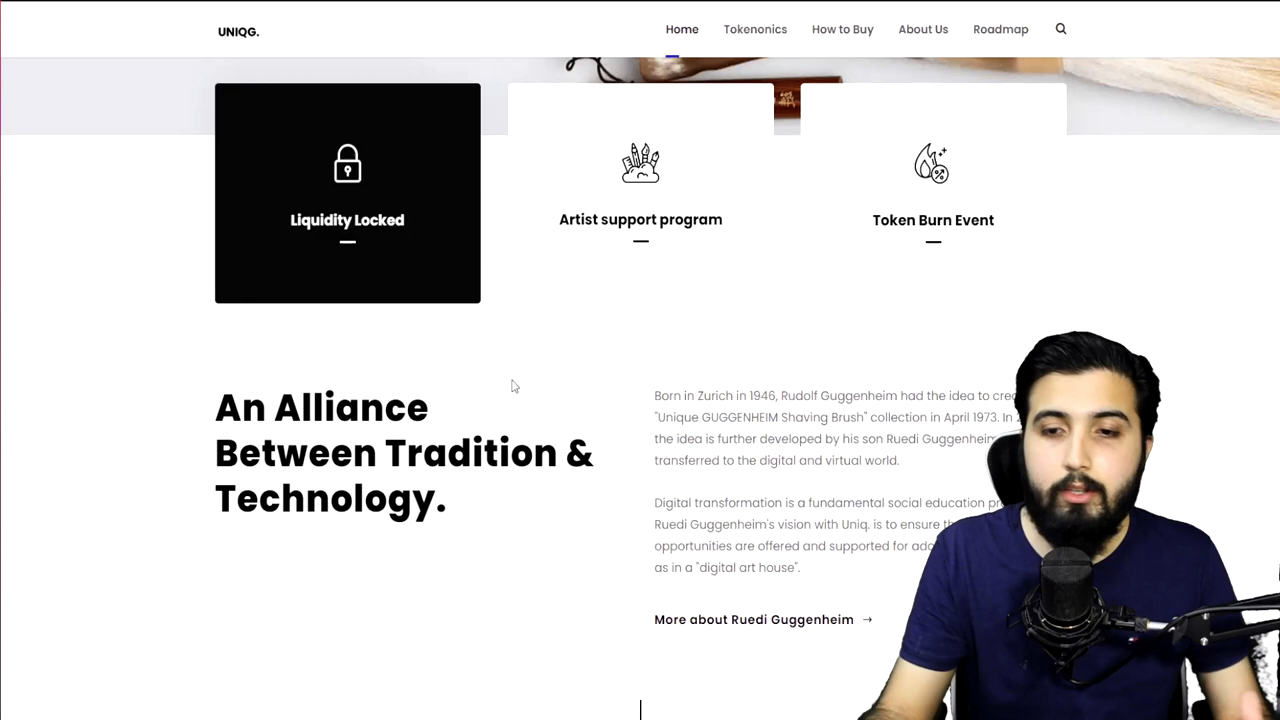 UNIQG.
Home
Tokenonics
How to Buy
About Us
Roadmap
Liquidity Locked
Artist support program
Token Burn Event
An Alliance
Between Tradition &
Technology.
Born in Zurich in 1946, Rudolf Guggenheim had the idea to
"Unique GUGGENHEIM Shaving Brush" collection in April 1973. In
the idea is further developed by his son Ruedi Guggenheim
transferred to the digital and virtual world.
Digital transformation is a fundamental social education
Ruedi Guggenheim's vision with Uniq. is to ensure
opportunities are offered and supported for
as in a "digital art house".
More about Ruedi Guggenheim →